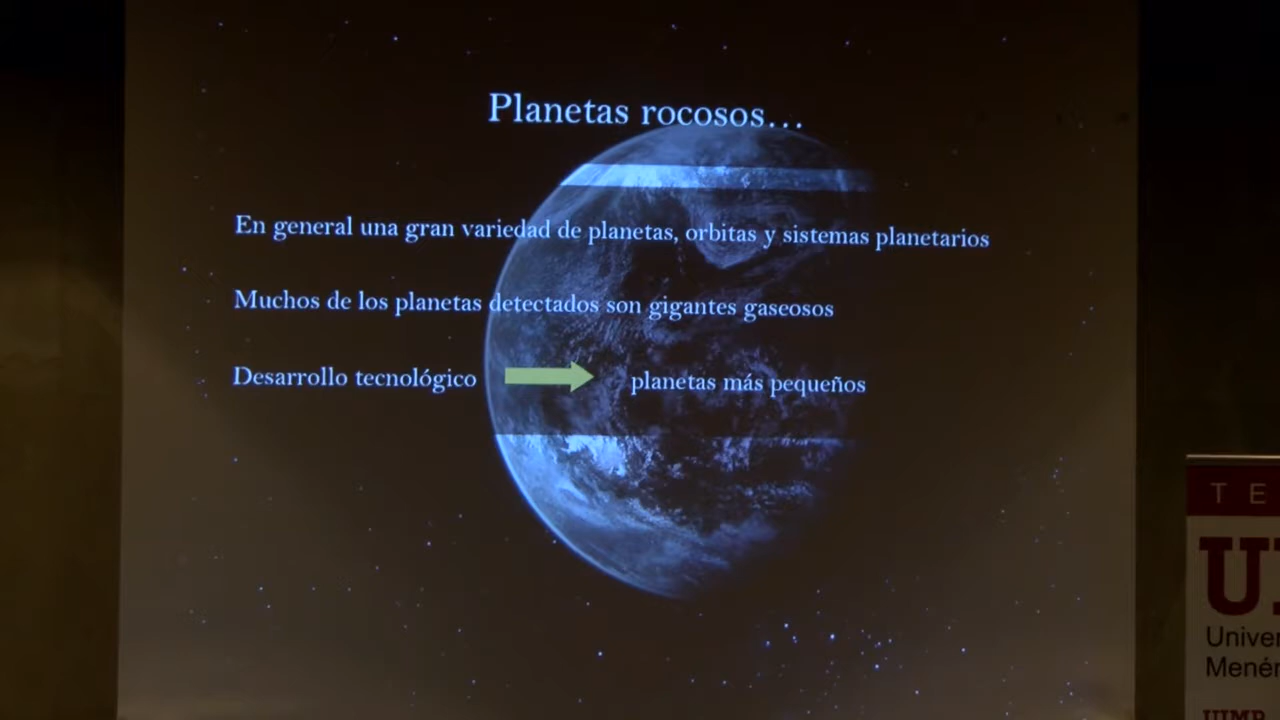 Planetas rocosos...
En general una gran variedad de planetas, orbitas y sistemas planetarios
Muchos de los planetas detectados son gigantes gaseosos
Desarrollo tecnológico
planetas más pequeños
T E
U
Univer
Menén
UIMP